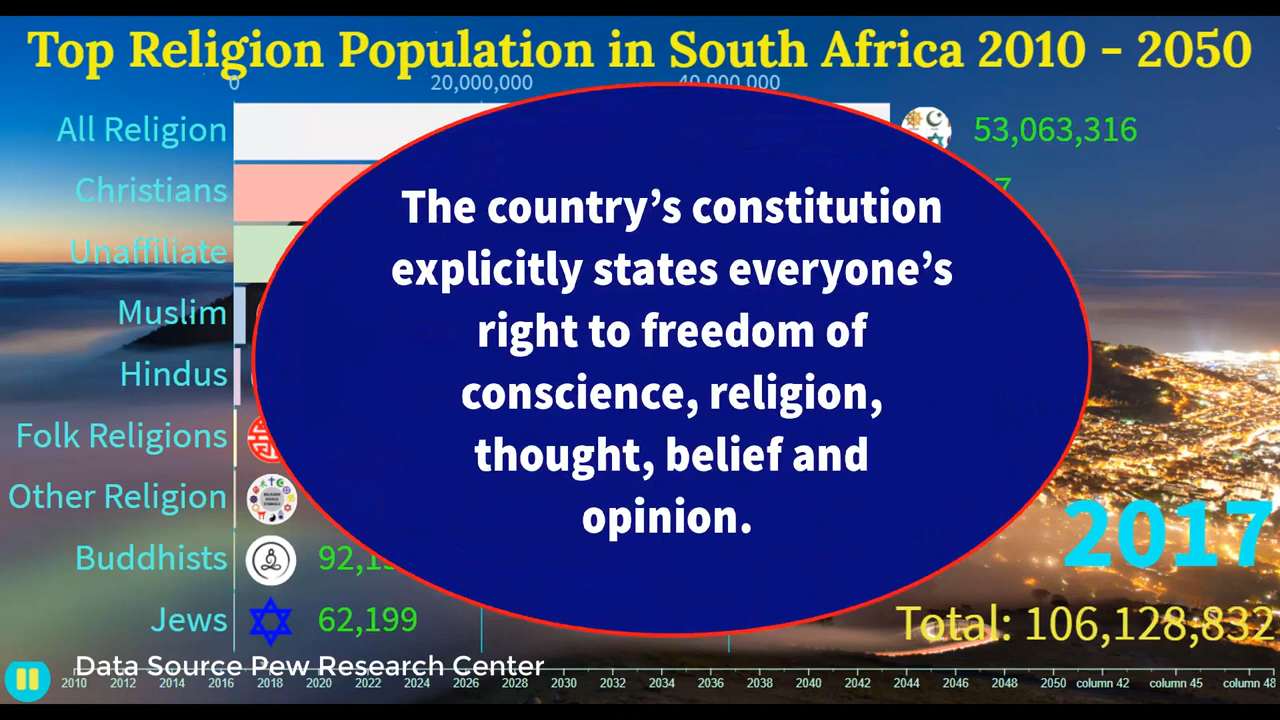 Top Religion Population in South Africa 2010 - 2050
0 20,000,000 40,000,000
All Religion 53,063,316
Christians 7
Unaffiliate
Muslim
Hindus
Folk Religions
Other Religion
Buddhists
Jews 62,199
The country’s constitution
explicitly states everyone’s
right to freedom of
conscience, religion,
thought, belief and
opinion.
2017
Total: 106,128,832
Data Source Pew Research Center
2010 2012 2014 2016 2018 2020 2022 2024 2026 2028 2030 2032 2034 2036 2038 2040 2042 2044 2046 2048 2050 column 42 column 45 column 48